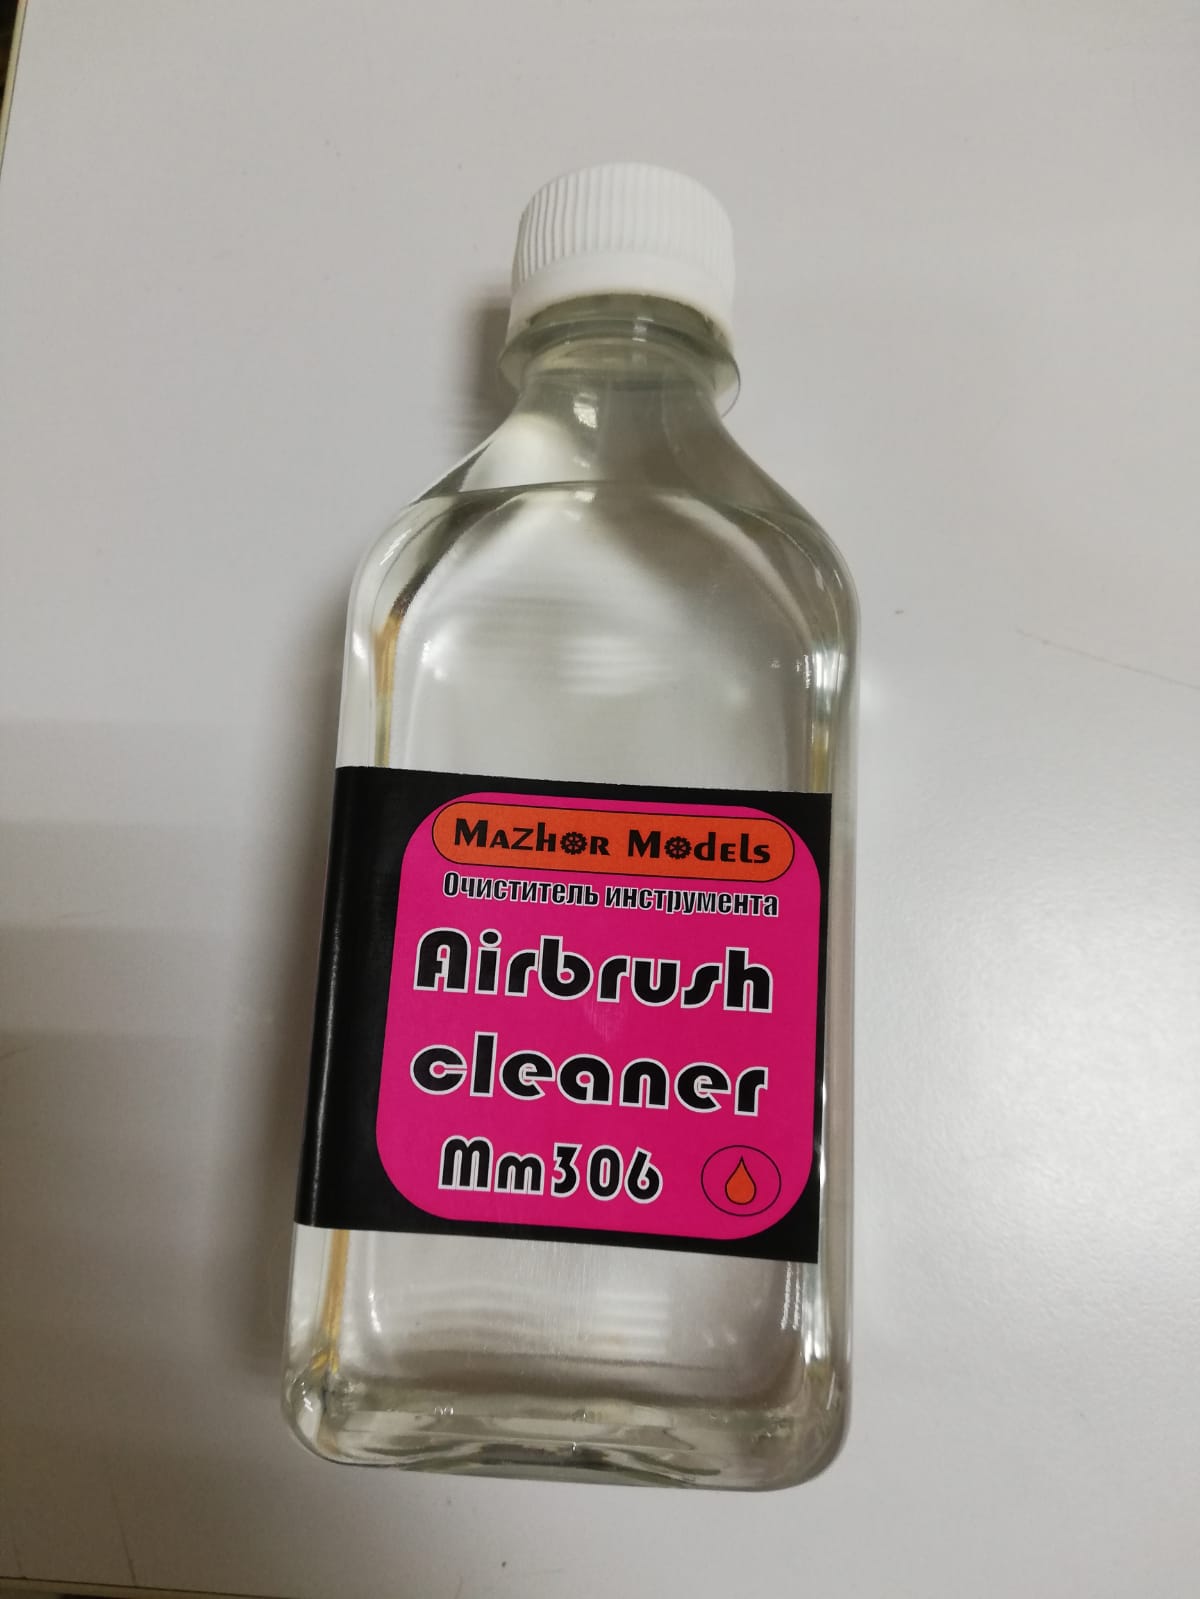 Mazhor Models
Очиститель инструмента
Airbrush
cleaner
Mm306